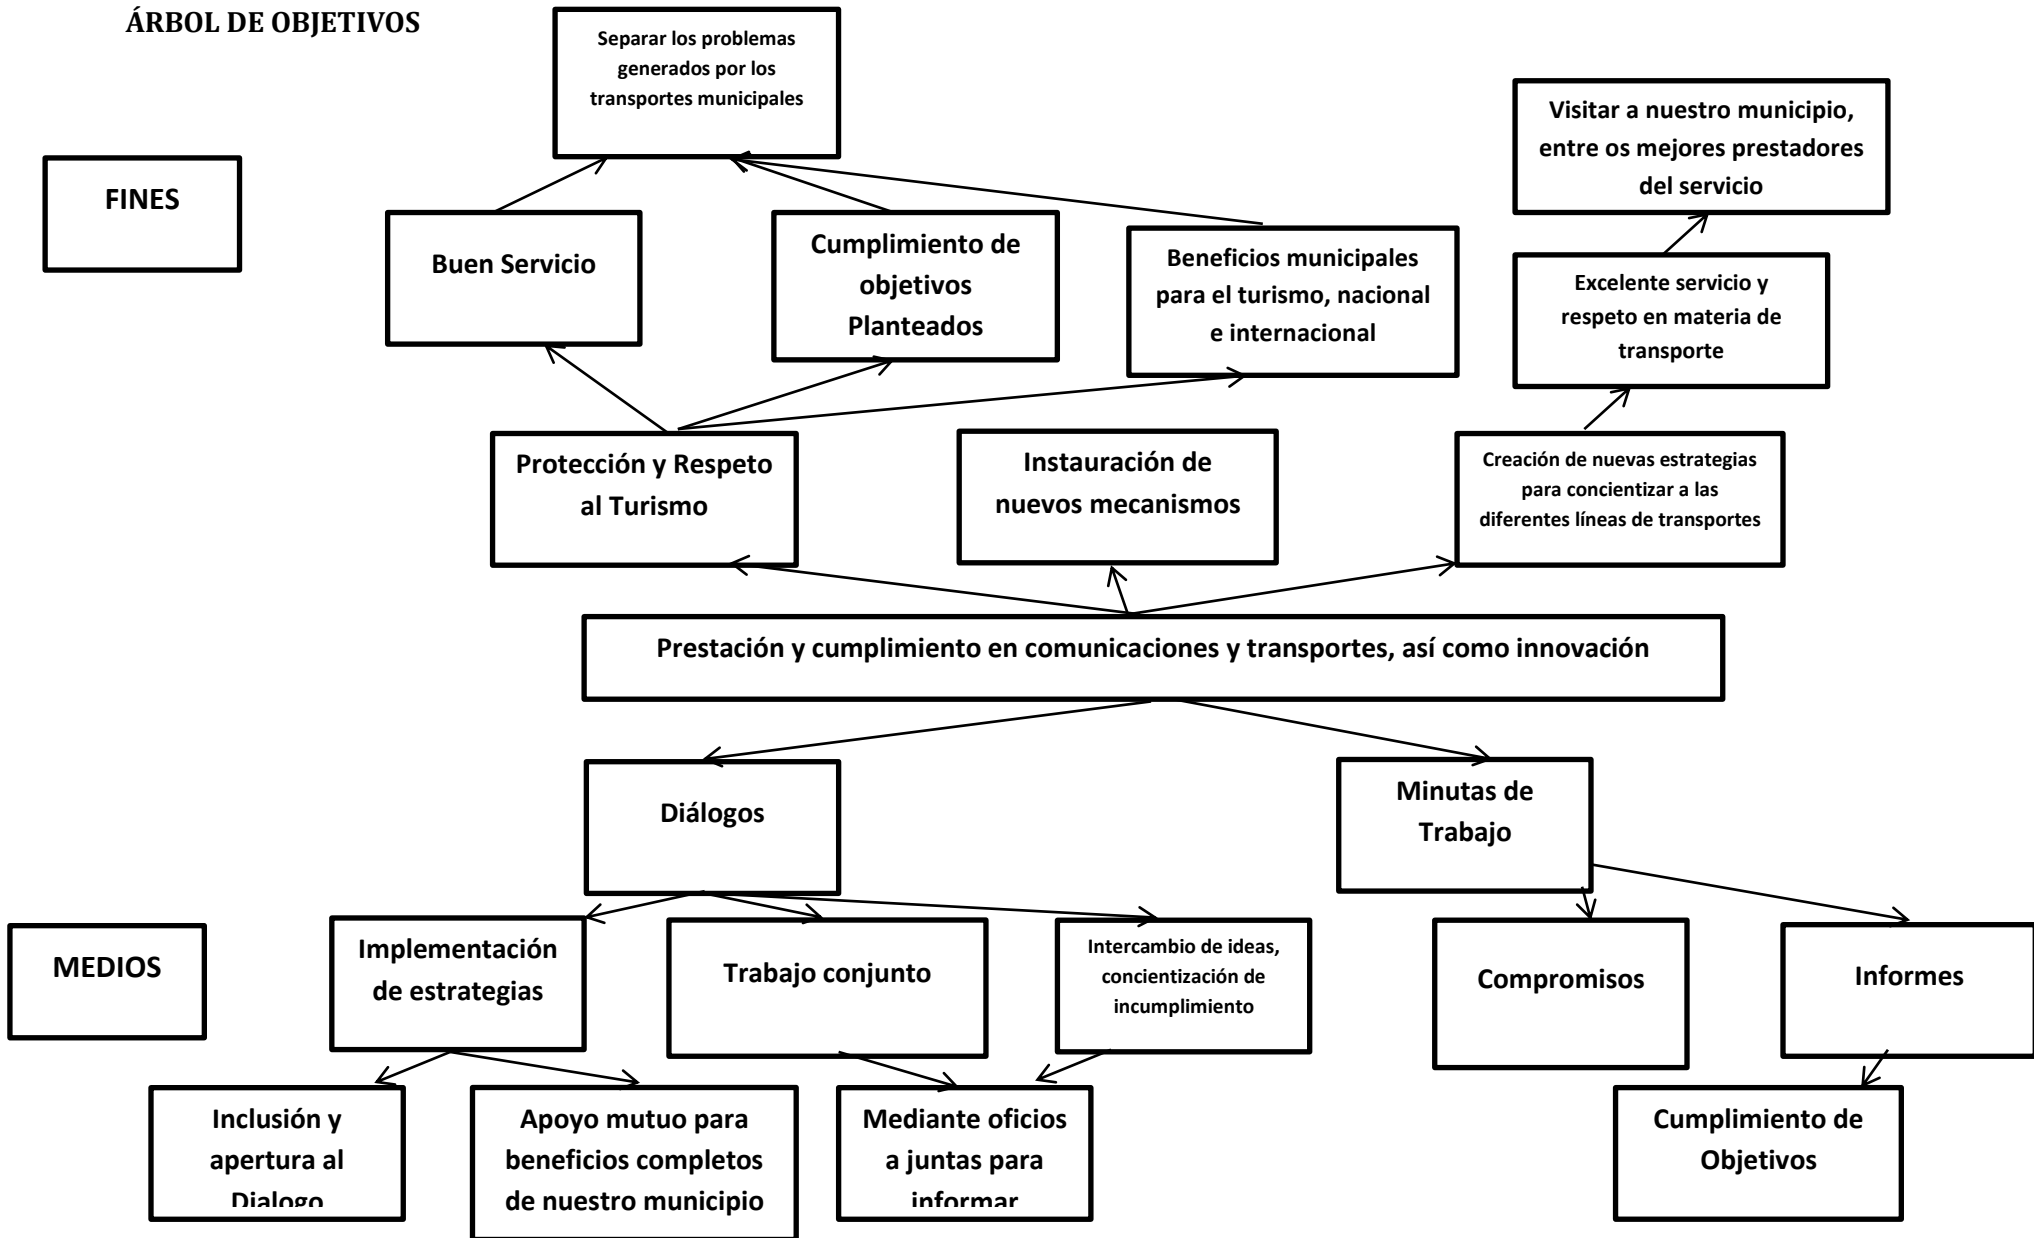 ÁRBOL DE OBJETIVOS
Separar los problemas
generados por los
transportes municipales
Visitar a nuestro municipio,
entre os mejores prestadores
del servicio
FINES
Buen Servicio
Cumplimiento de
objetivos
Planteados
Beneficios municipales
para el turismo, nacional
e internacional
Excelente servicio y
respeto en materia de
transporte
Protección y Respeto
al Turismo
Instauración de
nuevos mecanismos
Creación de nuevas estrategias
para concientizar a las
diferentes líneas de transportes
Prestación y cumplimiento en comunicaciones y transportes, así como innovación
Diálogos
Minutas de
Trabajo
MEDIOS
Implementación
de estrategias
Trabajo conjunto
Intercambio de ideas,
concientización de
incumplimiento
Compromisos
Informes
Inclusión y
apertura al
Dialogo
Apoyo mutuo para
beneficios completos
de nuestro municipio
Mediante oficios
a juntas para
informar
Cumplimiento de
Objetivos